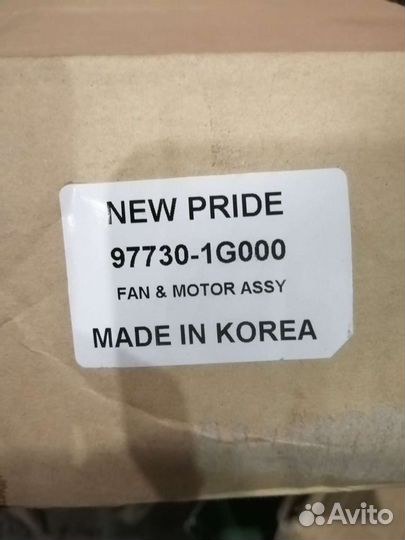 NEW PRIDE
97730-1G000
FAN & MOTOR ASSY
MADE IN KOREA
Avito